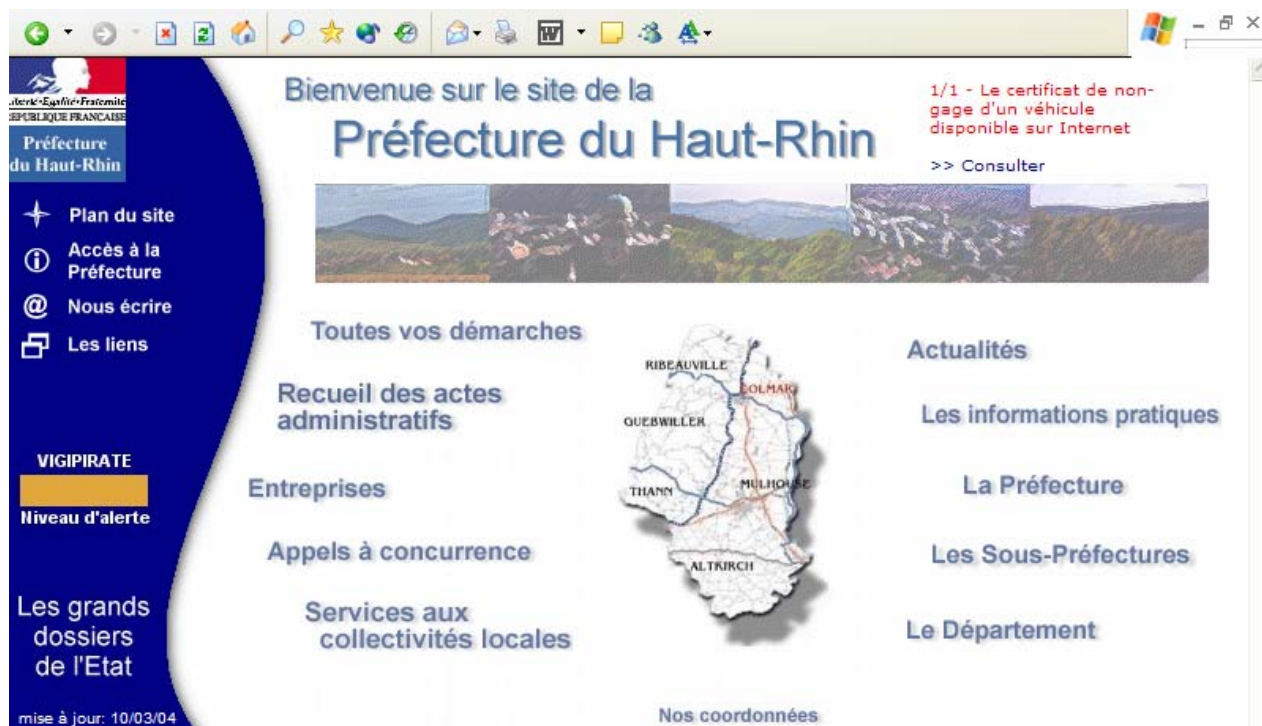 Liberté • Egalité • Fraternité
REPUBLIQUE FRANCAISE
Préfecture
du Haut-Rhin
Plan du site
Accès à la
Préfecture
Nous écrire
Les liens
VIGIPIRATE
Niveau d'alerte
Les grands
dossiers
de l'Etat
mise à jour: 10/03/04
Bienvenue sur le site de la
Préfecture du Haut-Rhin
1/1 - Le certificat de non-
gage d'un véhicule
disponible sur Internet
>> Consulter
Toutes vos démarches
Recueil des actes
administratifs
Entreprises
Appels à concurrence
Services aux
collectivités locales
RIBEAUVILLE
COLMAR
GUEBWILLER
THANN
MULHOUSE
ALTKIRCH
Actualités
Les informations pratiques
La Préfecture
Les Sous-Préfectures
Le Département
Nos coordonnées